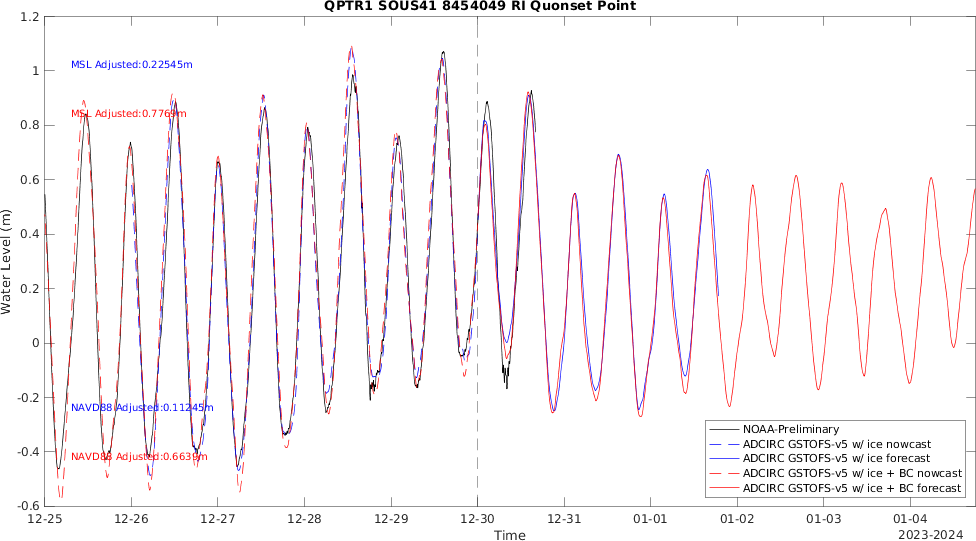 QPTR1 SOUS41 8454049 RI Quonset Point
1.2
1
0.8
0.6
0.4
0.2
0
-0.2
-0.4
-0.6
Water Level (m)
MSL Adjusted:0.22545m
MSL Adjusted:0.7769m
NAVD88 Adjusted:0.11245m
NAVD88 Adjusted:0.6639m
NOAA-Preliminary
ADCIRC GSTOFS-v5 w/ ice nowcast
ADCIRC GSTOFS-v5 w/ ice forecast
ADCIRC GSTOFS-v5 w/ ice + BC nowcast
ADCIRC GSTOFS-v5 w/ ice + BC forecast
12-25 12-26 12-27 12-28 12-29 12-30 12-31 01-01 01-02 01-03 01-04
Time
2023-2024